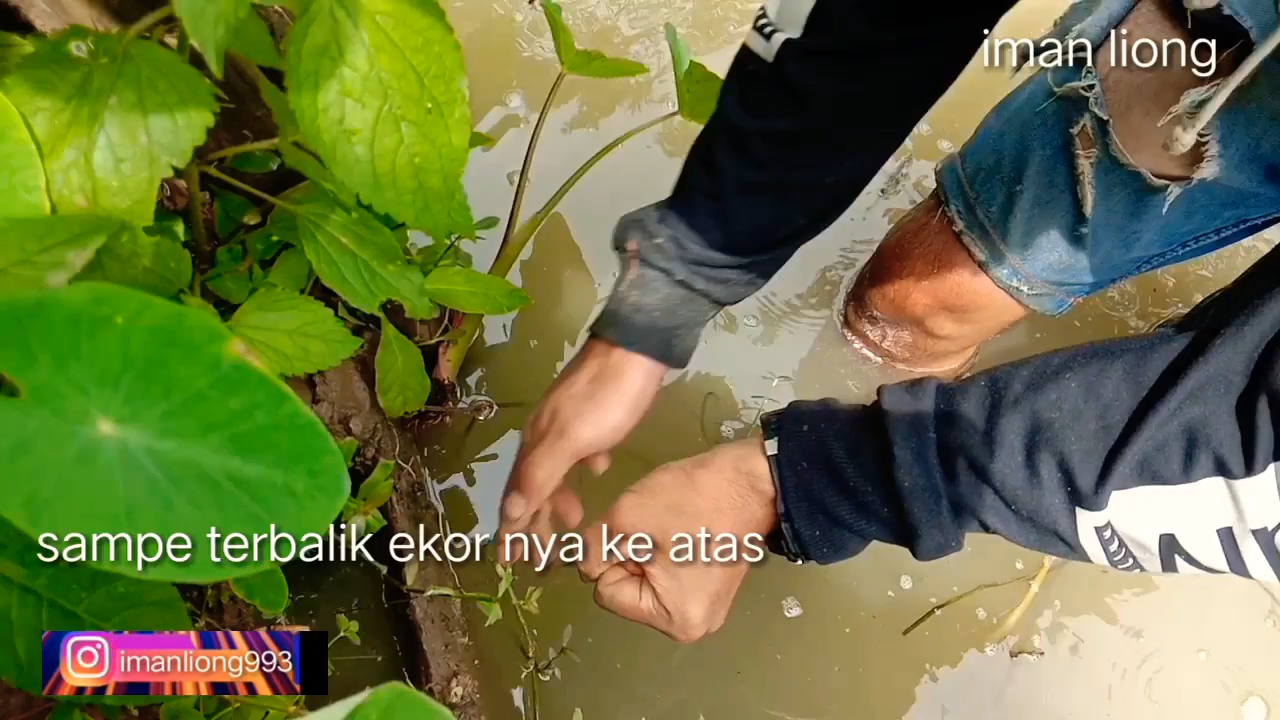 iman liong
sampe terbalik ekor nya ke atas
imanliong993